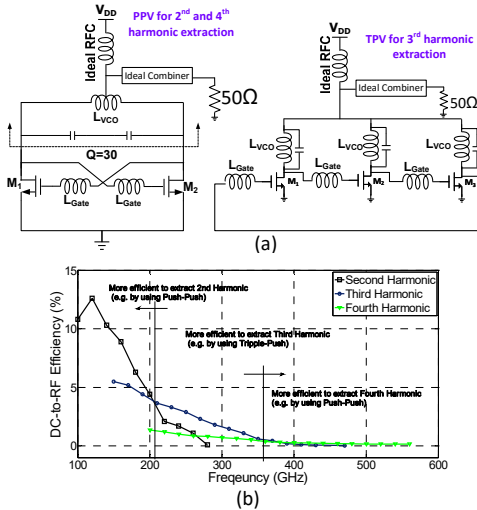 PPV for 2nd and 4th
harmonic extraction
VDD
Ideal RFC
Ideal Combiner
50Ω
LVCO
Q=30
M1
LGate
LGate
M2
TPV for 3rd harmonic
extraction
VDD
Ideal RFC
Ideal Combiner
50Ω
LVCO
LVCO
LVCO
LGate
M1
LGate
M2
LGate
M3
(a)
DC-to-RF Efficiency (%)
15
10
5
0
More efficient to extract 2nd Harmonic
(e.g. by using Push-Push)
Second Harmonic
Third Harmonic
Fourth Harmonic
More efficient to extract Third Harmonic
(e.g. by using Tripple-Push)
More efficient to extract Fourth Harmonic
(e.g. by using Push-Push)
100
200
300
400
500
600
Freqeuncy (GHz)
(b)